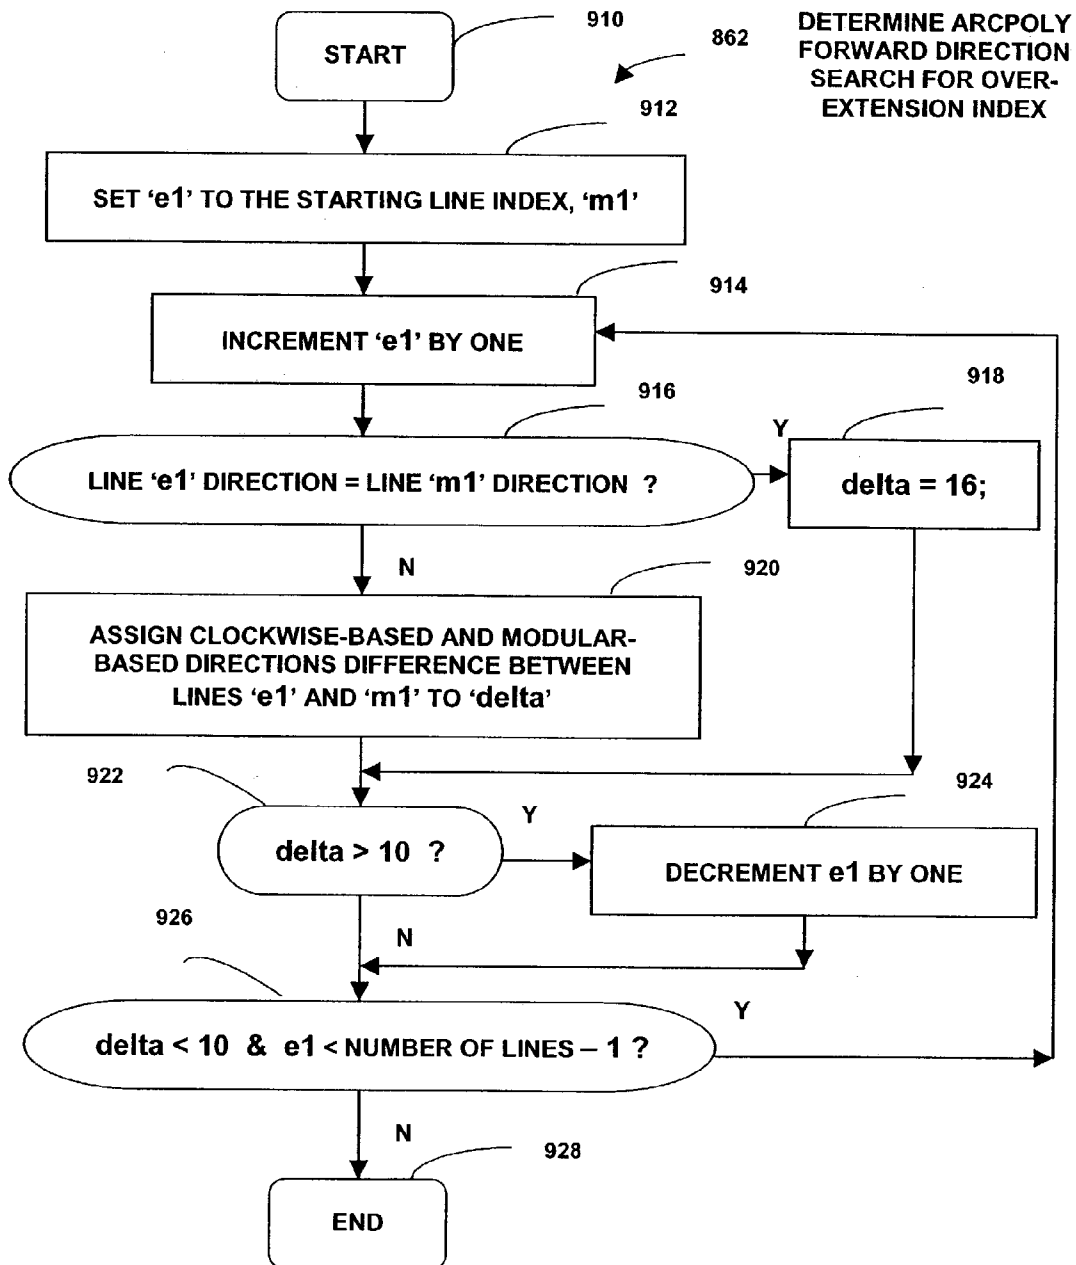 START
910
862
DETERMINE ARCPOLY
FORWARD DIRECTION
SEARCH FOR OVER-
EXTENSION INDEX
912
SET ‘e1’ TO THE STARTING LINE INDEX, ‘m1’
914
INCREMENT ‘e1’ BY ONE
916
918
LINE ‘e1’ DIRECTION = LINE ‘m1’ DIRECTION ?
Y
delta = 16;
N
920
ASSIGN CLOCKWISE-BASED AND MODULAR-
BASED DIRECTIONS DIFFERENCE BETWEEN
LINES ‘e1’ AND ‘m1’ TO ‘delta’
922
924
delta > 10 ?
Y
DECREMENT e1 BY ONE
926
N
delta < 10 & e1 < NUMBER OF LINES – 1 ?
Y
N
928
END